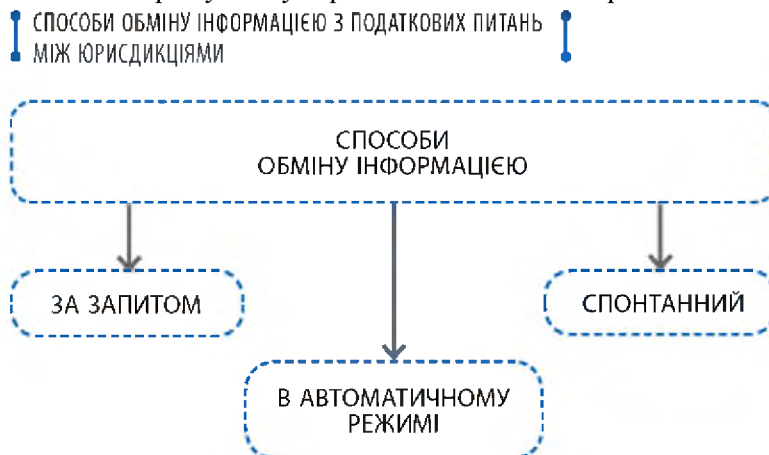 СПОСОБИ ОБМІНУ ІНФОРМАЦІЄЮ З ПОДАТКОВИХ ПИТАНЬ
МІЖ ЮРИСДИКЦІЯМИ
СПОСОБИ
ОБМІНУ ІНФОРМАЦІЄЮ
ЗА ЗАПИТОМ
СПОНТАННИЙ
В АВТОМАТИЧНОМУ
РЕЖИМІ